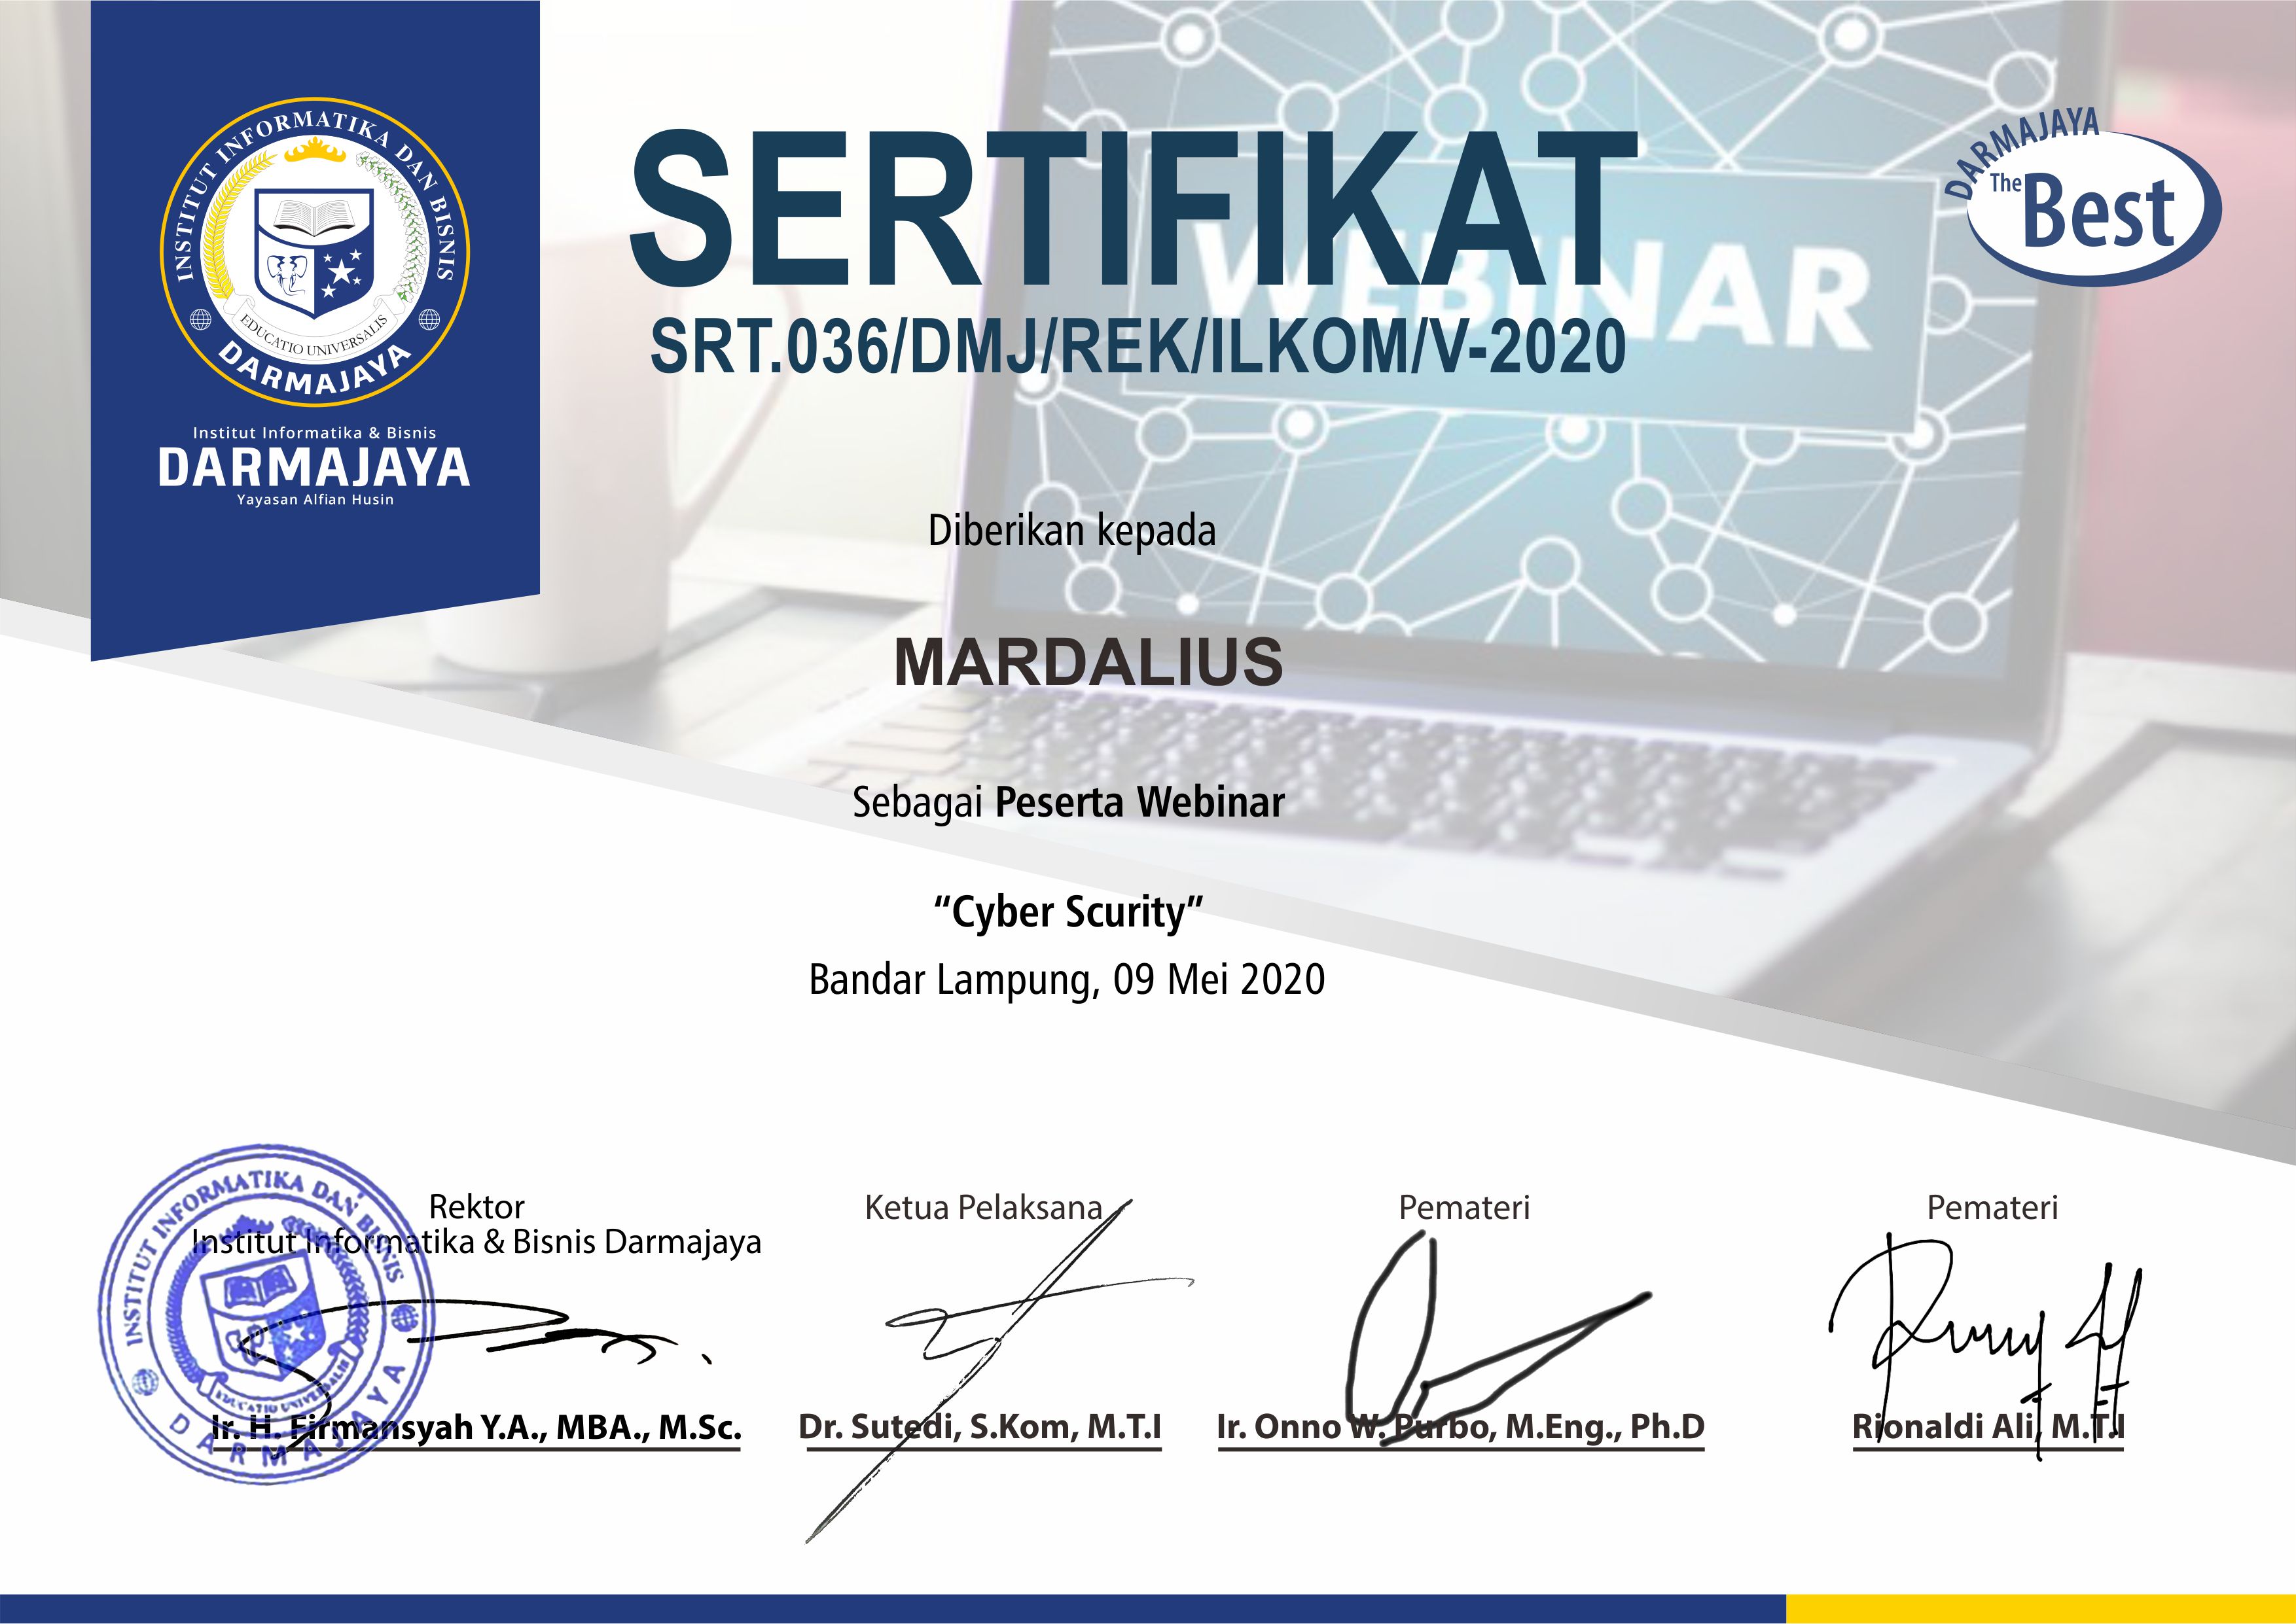 INSTITUT INFORMATIKA DAN BISNIS
EDUCATIO UNIVERSALIS
DARMAJAYA
Institut Informatika & Bisnis
DARMAJAYA
Yayasan Alfian Husin
DARMAJAYA
The Best
SERTIFIKAT
WEBINAR
SRT.036/DMJ/REK/ILKOM/V-2020
Diberikan kepada
MARDALIUS
Sebagai Peserta Webinar
“Cyber Scurity”
Bandar Lampung, 09 Mei 2020
Rektor
Institut Informatika & Bisnis Darmajaya
INSTITUT INFORMATIKA DAN BISNIS
EDUCATIO UNIVERSALIS
DARMAJAYA
Ir. H. Firmansyah Y.A., MBA., M.Sc.
Ketua Pelaksana
Dr. Sutedi, S.Kom, M.T.I
Pemateri
Ir. Onno W. Purbo, M.Eng., Ph.D
Pemateri
Rionaldi Ali, M.T.I